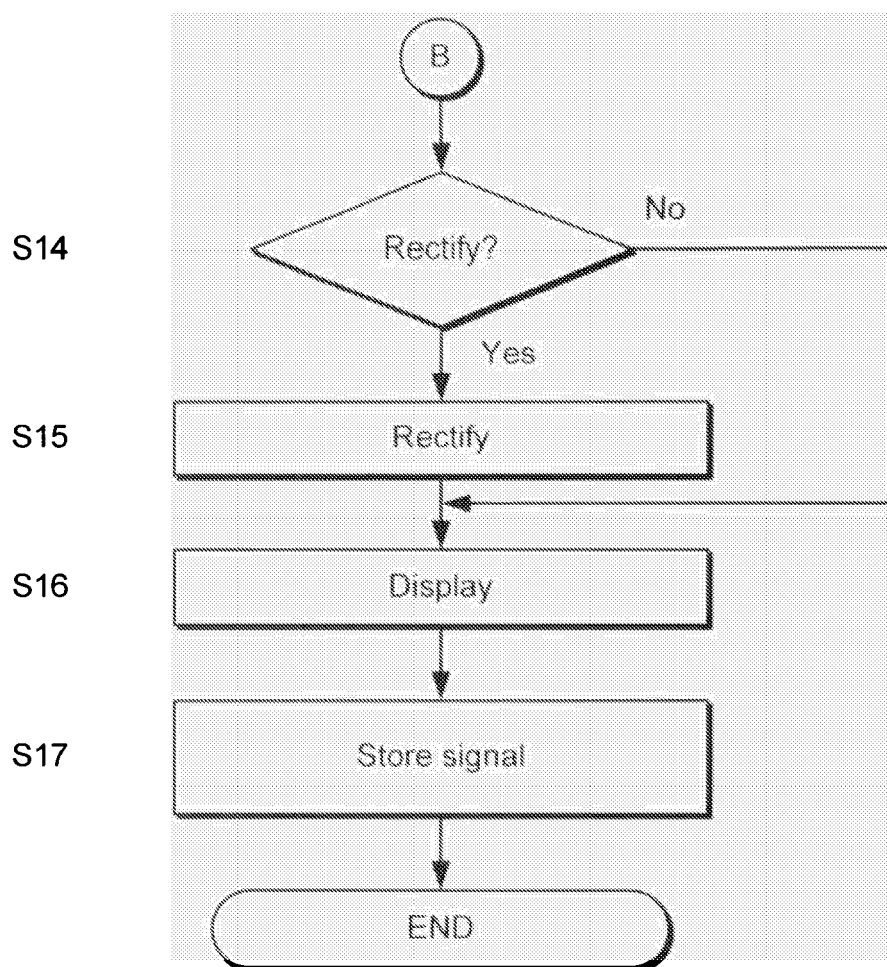 B
No
S14
Rectify?
Yes
S15
Rectify
S16
Display
S17
Store signal
END